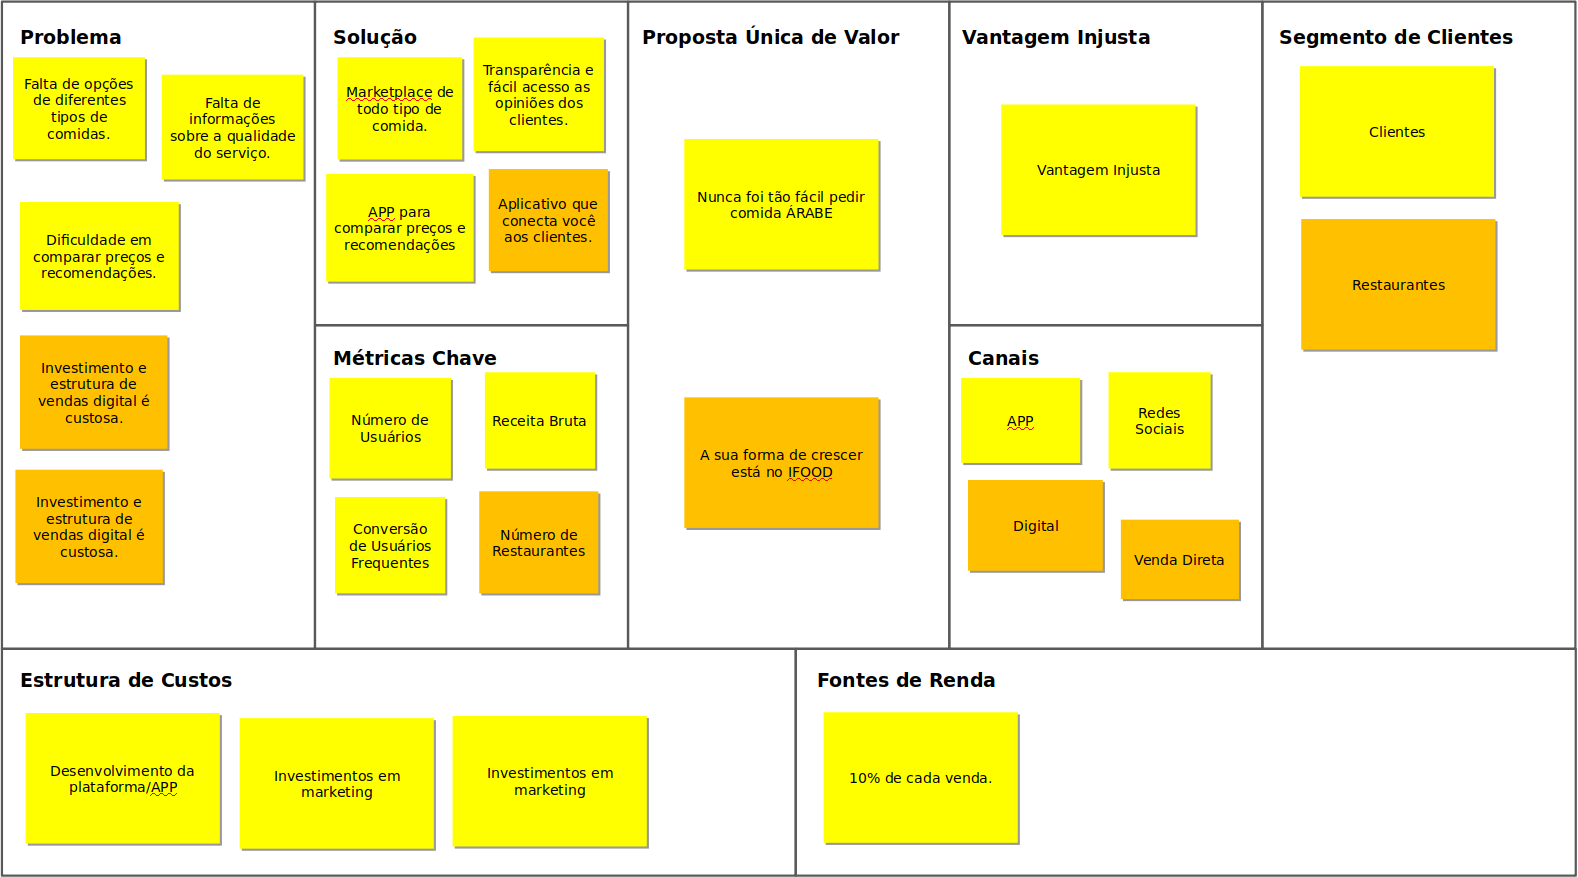 Problema
Falta de opções
de diferentes
tipos de
comidas.
Falta de
informações
sobre a qualidade
do serviço.
Dificuldade em
comparar preços e
recomendações.
Investimento e
estrutura de
vendas digital é
custosa.
Investimento e
estrutura de
vendas digital é
custosa.
Solução
Marketplace de
todo tipo de
comida.
Transparência e
fácil acesso as
opiniões dos
clientes.
APP para
comparar preços e
recomendações
Aplicativo que
conecta você
aos clientes.
Métricas Chave
Número de
Usuários
Receita Bruta
Conversão
de Usuários
Frequentes
Número de
Restaurantes
Proposta Única de Valor
Nunca foi tão fácil pedir
comida ÁRABE
A sua forma de crescer
está no IFOOD
Vantagem Injusta
Vantagem Injusta
Canais
APP
Redes
Sociais
Digital
Venda Direta
Segmento de Clientes
Clientes
Restaurantes
Estrutura de Custos
Desenvolvimento da
plataforma/APP
Investimentos em
marketing
Investimentos em
marketing
Fontes de Renda
10% de cada venda.